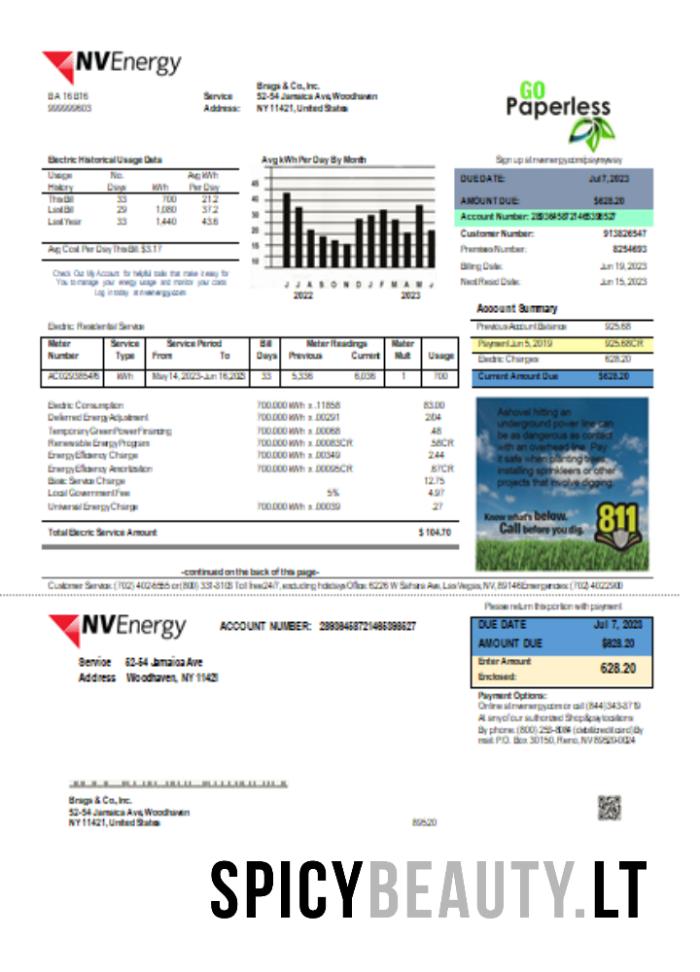 NVEnergy
BA 16 B16
999999603
Service Address:
Brags & Co., Inc.
52-54 Jamaica Ave, Woodhaven
NY 11421, United States
GO
Paperless
Sign up at nvenergy.com/paymyway
Electric Historical Usage Data
Usage History No. Days kWh Avg kWh Per Day
This Bill 33 700 21.2
Last Bill 29 1,080 37.2
Last Year 33 1,440 43.6
Avg Cost Per Day This Bill: $3.17
Check Out My Account for helpful tools that make it easy for
You to manage your energy usage and monitor your costs
Log in today at nvenergy.com
Avg kWh Per Day By Month
J J A S O N D J F M A M J
2022 2023
DUE DATE: Jul 7, 2023
AMOUNT DUE: $628.20
Account Number:
Customer Number: 913826547
Premises Number: 8254693
Billing Date: Jun 19, 2023
Next Read Date: Jun 15, 2023
Account Summary
Previous Account Balance 925.68
Payment Jun 5, 2019 925.68CR
Electric Charges 628.20
Current Amount Due $628.20
Electric Residential Service
Meter Number Service Type Service Period From To Bill Days Meter Readings Previous Current Meter Mult Usage
kWh May 14, 2023-Jun 16, 2023 33 5,336 6,036 1 700
Electric Consumption 700.000 kWh x .11858 83.00
Deferred Energy Adjustment 700.000 kWh x .00291 2.04
Temporary Green Power Financing 700.000 kWh x .00068 .48
Renewable Energy Program 700.000 kWh x .00083CR .58CR
Energy Efficiency Charge 700.000 kWh x .00349 2.44
Energy Efficiency Amortization 700.000 kWh x .00095CR .67CR
Basic Service Charge 12.75
Local Government Fee 5% 4.97
Universal Energy Charge 700.000 kWh x .00039 .27
Total Elecric Service Amount $ 104.70
A shovel hitting an
underground power line can
be as dangerous as contact
with an overhead line. Play
it safe when planting trees,
installing sprinkleers or other
projects that involve digging.
Know what's below.
Call before you dig.
811
-continued on the back of this page-
Customer Service: (702) 402-5555 or (800) 331-3103 Toll free 24/7, excluding holidays Office: 6226 W Sahara Ave, Las Vegas, NV, 89146 Emergencies: (702) 4022900
Please return this portion with payment
NVEnergy
ACCOUNT NUMBER:
Service Address
52-54 Jamaica Ave
Woodhaven, NY 11421
DUE DATE Jul 7, 2023
AMOUNT DUE $628.20
Enter Amount Enclosed: 628.20
Payment Options:
Online at nvenergy.com or call (844) 343-3719
At any of our authorized Shop&pay locations
By phone: (800) 253-8084 (debit/credit card) By
mail: P.O. Box 30150, Reno, NV 89520-0024
Brags & Co., Inc.
52-54 Jamaica Ave, Woodhaven
NY 11421, United States
89520
SPICYBEAUTY.LT